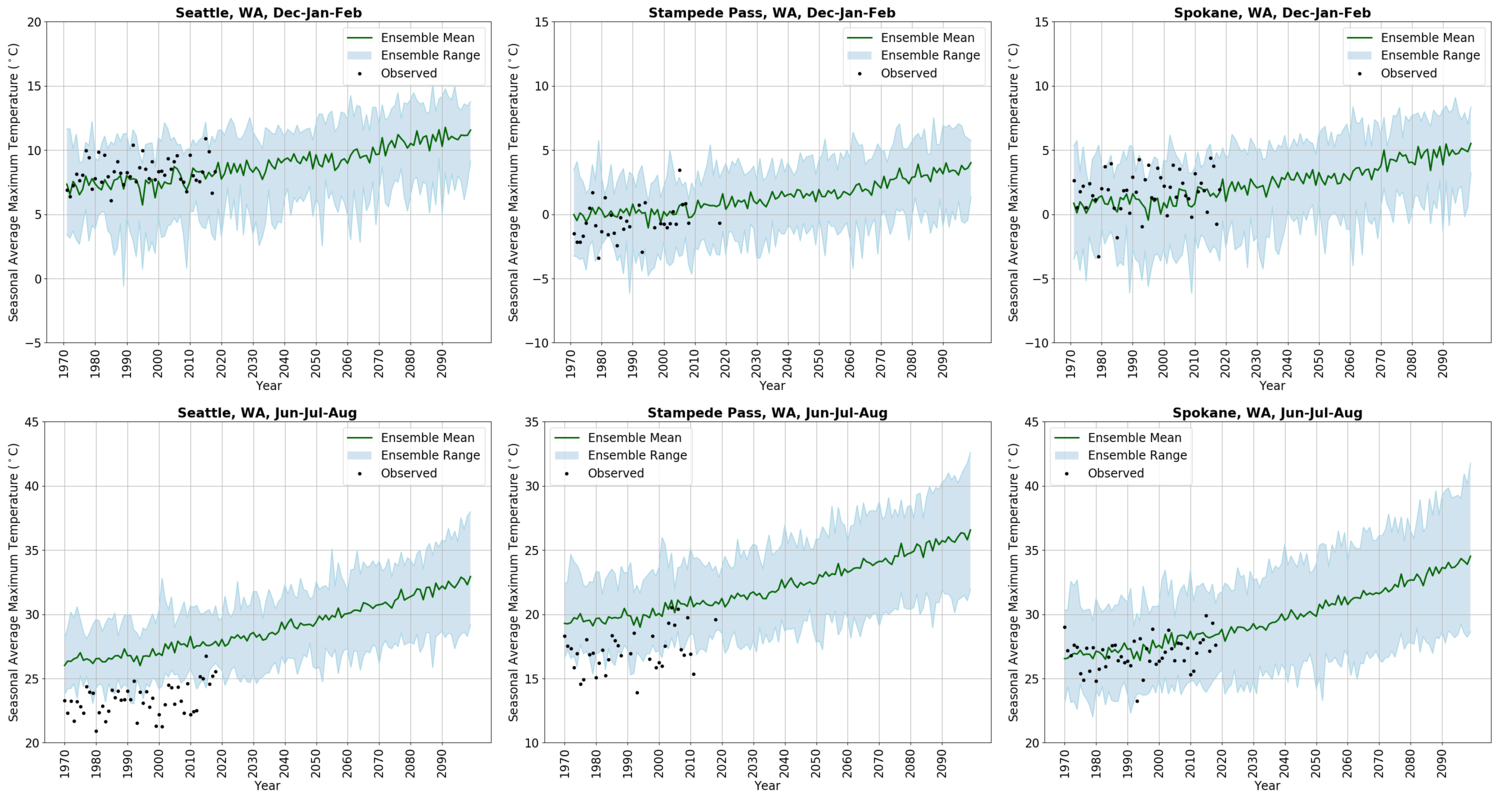 Seattle, WA, Dec-Jan-Feb
Seasonal Average Maximum Temperature (°C)
20
15
10
5
0
−5
Ensemble Mean
Ensemble Range
Observed
1970 1980 1990 2000 2010 2020 2030 2040 2050 2060 2070 2080 2090
Year
Stampede Pass, WA, Dec-Jan-Feb
Seasonal Average Maximum Temperature (°C)
15
10
5
0
−5
−10
Ensemble Mean
Ensemble Range
Observed
1970 1980 1990 2000 2010 2020 2030 2040 2050 2060 2070 2080 2090
Year
Spokane, WA, Dec-Jan-Feb
Seasonal Average Maximum Temperature (°C)
15
10
5
0
−5
−10
Ensemble Mean
Ensemble Range
Observed
1970 1980 1990 2000 2010 2020 2030 2040 2050 2060 2070 2080 2090
Year
Seattle, WA, Jun-Jul-Aug
Seasonal Average Maximum Temperature (°C)
45
40
35
30
25
20
Ensemble Mean
Ensemble Range
Observed
1970 1980 1990 2000 2010 2020 2030 2040 2050 2060 2070 2080 2090
Year
Stampede Pass, WA, Jun-Jul-Aug
Seasonal Average Maximum Temperature (°C)
35
30
25
20
15
10
Ensemble Mean
Ensemble Range
Observed
1970 1980 1990 2000 2010 2020 2030 2040 2050 2060 2070 2080 2090
Year
Spokane, WA, Jun-Jul-Aug
Seasonal Average Maximum Temperature (°C)
45
40
35
30
25
20
Ensemble Mean
Ensemble Range
Observed
1970 1980 1990 2000 2010 2020 2030 2040 2050 2060 2070 2080 2090
Year